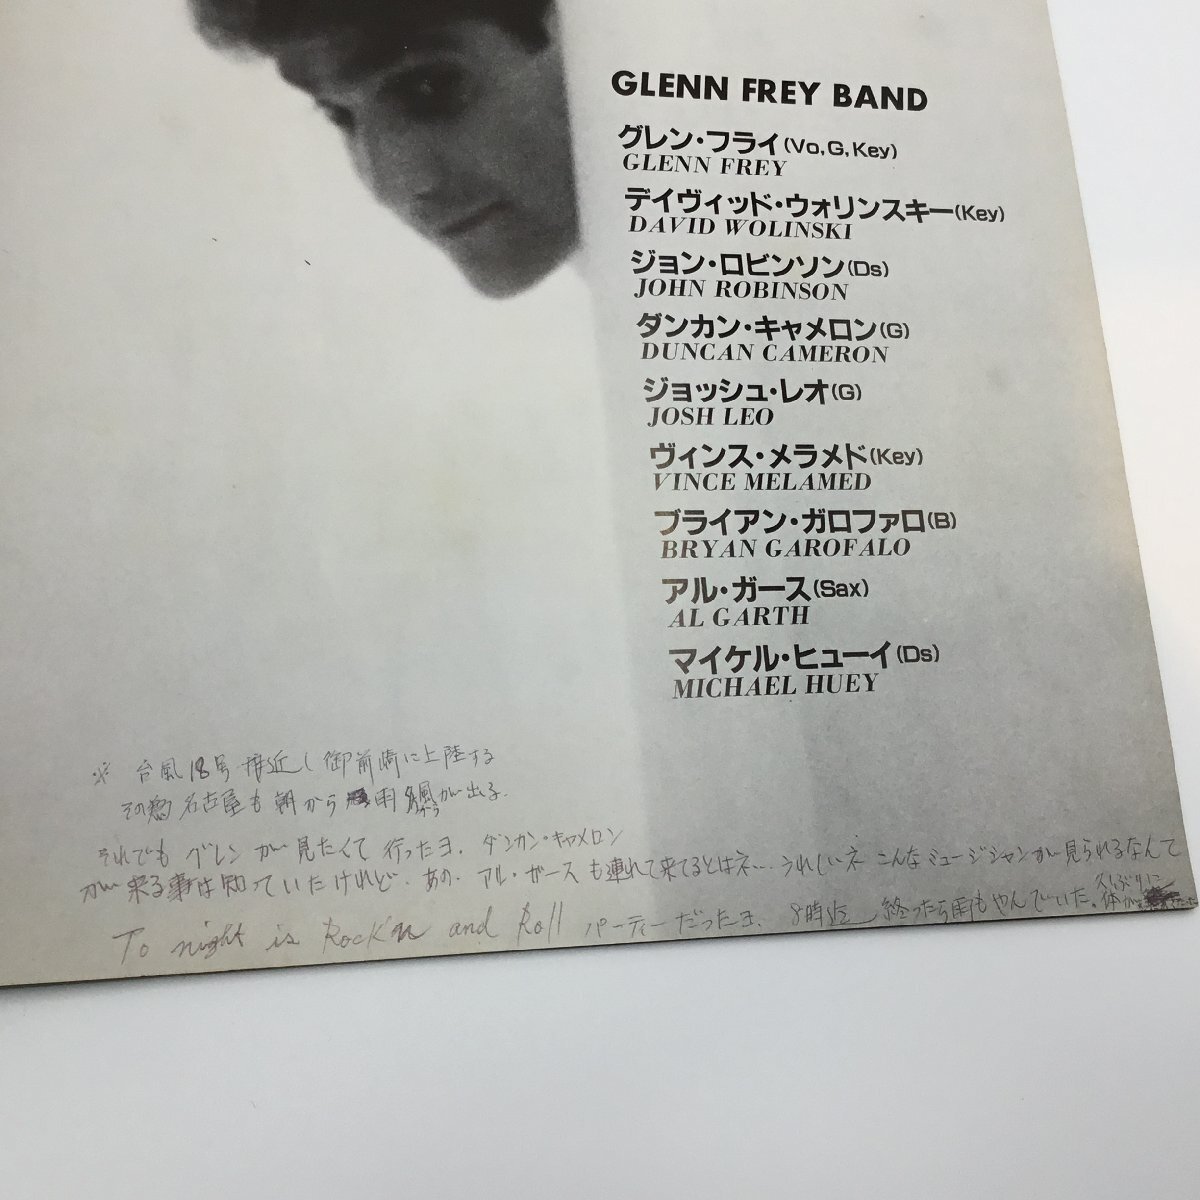 GLENN FREY BAND
グレン・フライ(Vo,G,Key)
GLENN FREY
デイヴィッド・ウォリンスキー(Key)
DAVID WOLINSKI
ジョン・ロビンソン(Ds)
JOHN ROBINSON
ダンカン・キャメロン(G)
DUNCAN CAMERON
ジョッシュ・レオ(G)
JOSH LEO
ヴィンス・メラメド(Key)
VINCE MELAMED
ブライアン・ガロファロ(B)
BRYAN GAROFALO
アル・ガース(Sax)
AL GARTH
マイケル・ヒューイ(Ds)
MICHAEL HUEY
※ 台風18号接近し御前崎に上陸する
その為名古屋も朝から雨風が出る.
それでもグレンが見たくて行ったヨ. ダンカン・キャメロン
が来る事は知っていたけれど. あの. アル・ガースも連れて来てるとはネ... うれしいネ こんなミュージシャンが見られるなんて
To night is Rock'n and Roll パーティーだったヨ. 8時迄 終ったら雨もやんでいた. 久しぶりに体が